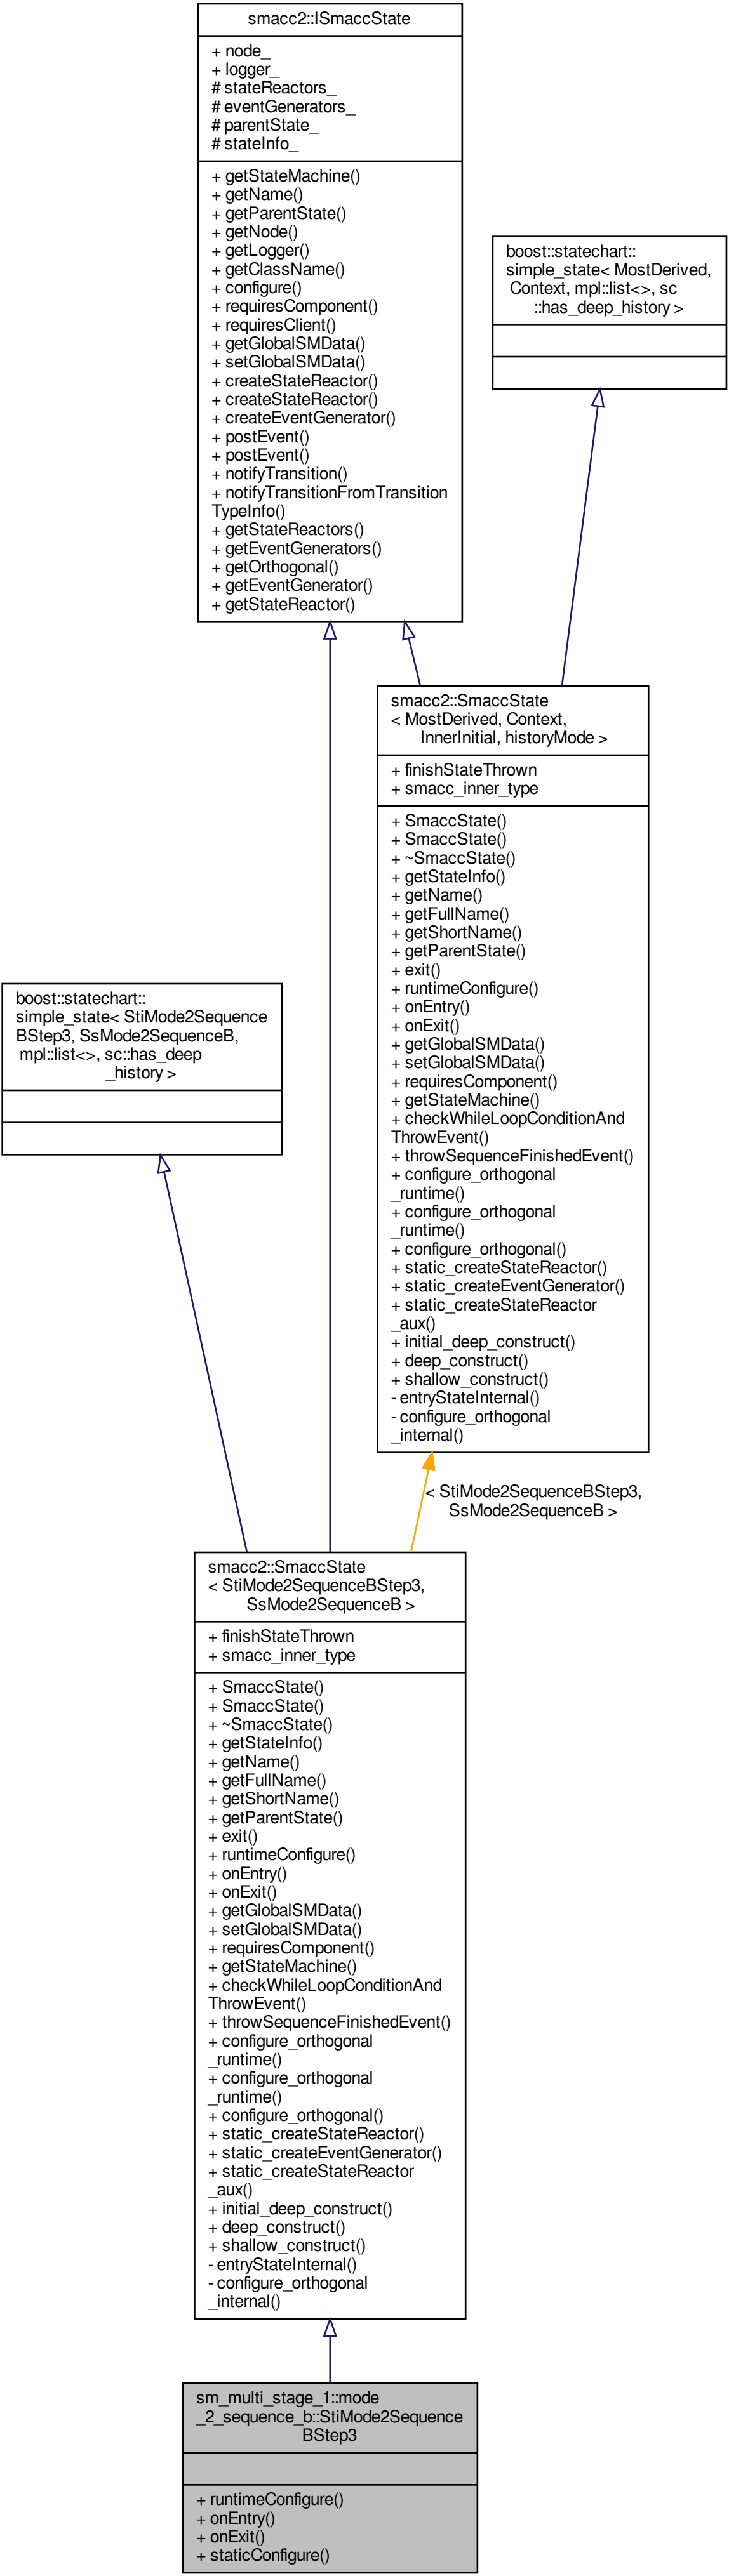 smacc2::ISmaccState
+ node_
+ logger_
# stateReactors_
# eventGenerators_
# parentState_
# stateInfo_
+ getStateMachine()
+ getName()
+ getParentState()
+ getNode()
+ getLogger()
+ getClassName()
+ configure()
+ requiresComponent()
+ requiresClient()
+ getGlobalSMData()
+ setGlobalSMData()
+ createStateReactor()
+ createStateReactor()
+ createEventGenerator()
+ postEvent()
+ postEvent()
+ notifyTransition()
+ notifyTransitionFromTransition
TypeInfo()
+ getStateReactors()
+ getEventGenerators()
+ getOrthogonal()
+ getEventGenerator()
+ getStateReactor()
boost::statechart::
simple_state< MostDerived,
Context, mpl::list<>, sc
::has_deep_history >
smacc2::SmaccState
< MostDerived, Context,
InnerInitial, historyMode >
+ finishStateThrown
+ smacc_inner_type
+ SmaccState()
+ SmaccState()
+ ~SmaccState()
+ getStateInfo()
+ getName()
+ getFullName()
+ getShortName()
+ getParentState()
+ exit()
+ runtimeConfigure()
+ onEntry()
+ onExit()
+ getGlobalSMData()
+ setGlobalSMData()
+ requiresComponent()
+ getStateMachine()
+ checkWhileLoopConditionAnd
ThrowEvent()
+ throwSequenceFinishedEvent()
+ configure_orthogonal
_runtime()
+ configure_orthogonal
_runtime()
+ configure_orthogonal()
+ static_createStateReactor()
+ static_createEventGenerator()
+ static_createStateReactor
_aux()
+ initial_deep_construct()
+ deep_construct()
+ shallow_construct()
- entryStateInternal()
- configure_orthogonal
_internal()
boost::statechart::
simple_state< StiMode2Sequence
BStep3, SsMode2SequenceB,
mpl::list<>, sc::has_deep
_history >
< StiMode2SequenceBStep3,
SsMode2SequenceB >
smacc2::SmaccState
< StiMode2SequenceBStep3,
SsMode2SequenceB >
+ finishStateThrown
+ smacc_inner_type
+ SmaccState()
+ SmaccState()
+ ~SmaccState()
+ getStateInfo()
+ getName()
+ getFullName()
+ getShortName()
+ getParentState()
+ exit()
+ runtimeConfigure()
+ onEntry()
+ onExit()
+ getGlobalSMData()
+ setGlobalSMData()
+ requiresComponent()
+ getStateMachine()
+ checkWhileLoopConditionAnd
ThrowEvent()
+ throwSequenceFinishedEvent()
+ configure_orthogonal
_runtime()
+ configure_orthogonal
_runtime()
+ configure_orthogonal()
+ static_createStateReactor()
+ static_createEventGenerator()
+ static_createStateReactor
_aux()
+ initial_deep_construct()
+ deep_construct()
+ shallow_construct()
- entryStateInternal()
- configure_orthogonal
_internal()
sm_multi_stage_1::mode
_2_sequence_b::StiMode2Sequence
BStep3
+ runtimeConfigure()
+ onEntry()
+ onExit()
+ staticConfigure()